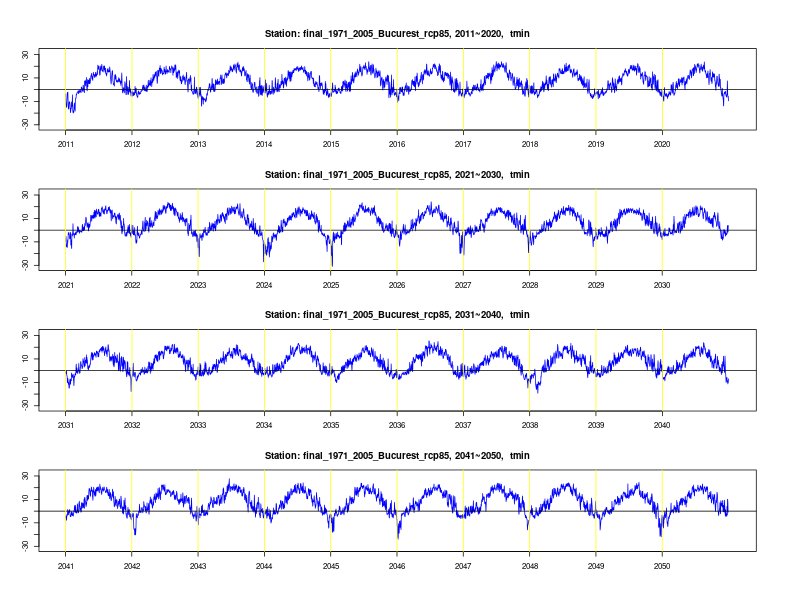 Station: final_1971_2005_Bucurest_rcp85, 2011~2020, tmin
30
10
-10
-30
2011 2012 2013 2014 2015 2016 2017 2018 2019 2020
Station: final_1971_2005_Bucurest_rcp85, 2021~2030, tmin
30
10
-10
-30
2021 2022 2023 2024 2025 2026 2027 2028 2029 2030
Station: final_1971_2005_Bucurest_rcp85, 2031~2040, tmin
30
10
-10
-30
2031 2032 2033 2034 2035 2036 2037 2038 2039 2040
Station: final_1971_2005_Bucurest_rcp85, 2041~2050, tmin
30
10
-10
-30
2041 2042 2043 2044 2045 2046 2047 2048 2049 2050